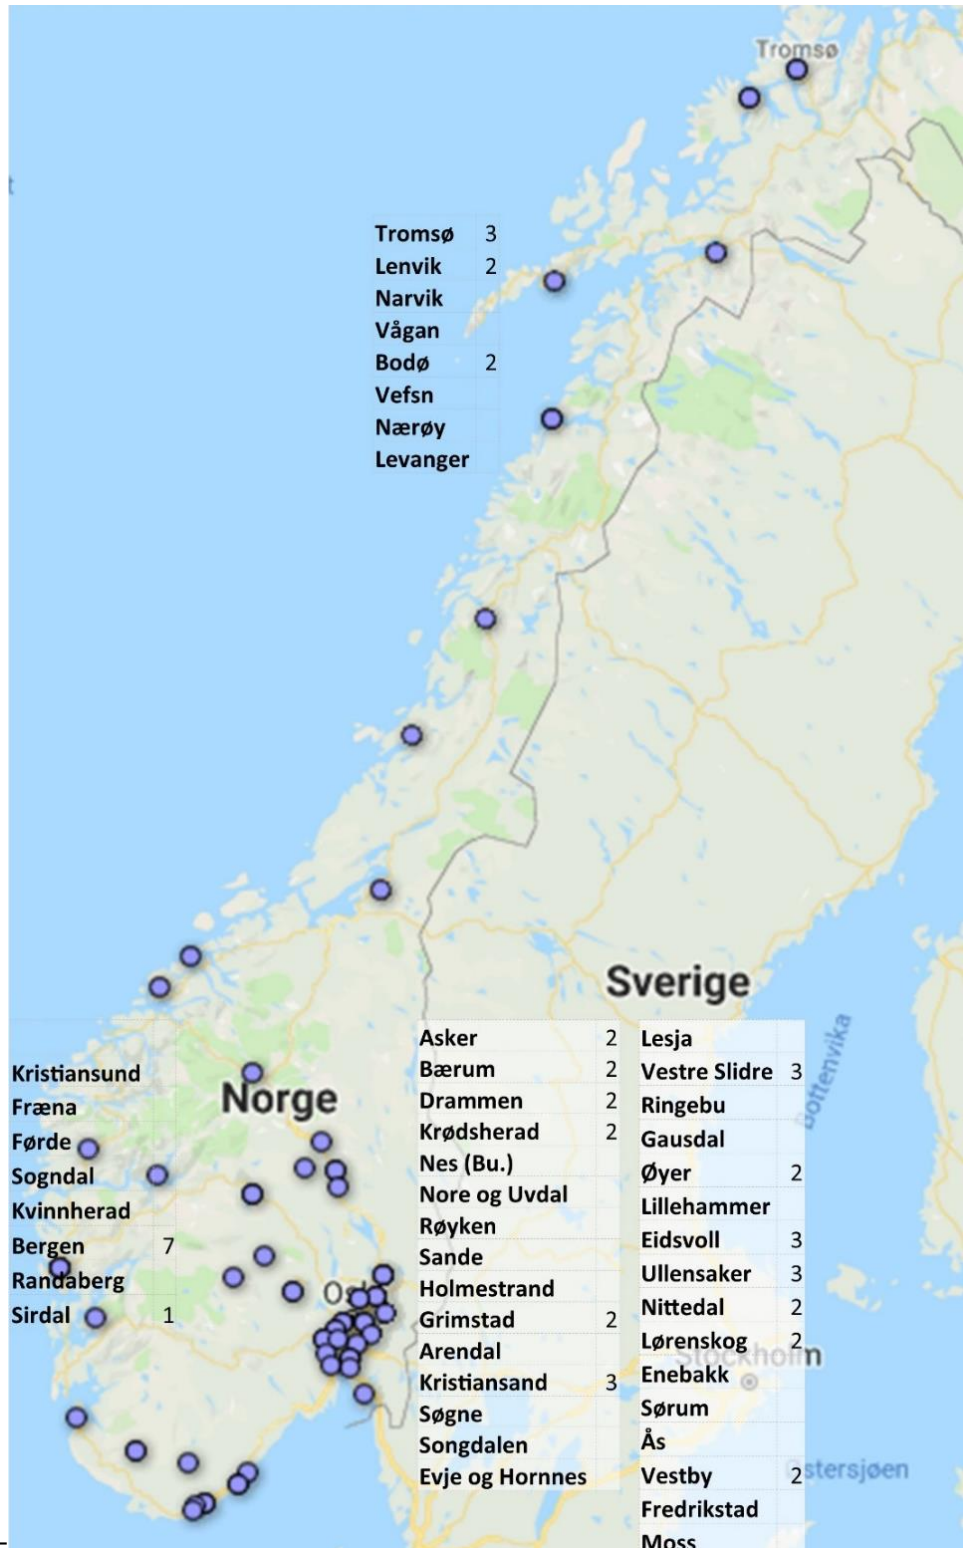 Tromsø
Tromsø 3
Lenvik 2
Narvik
Vågan
Bodø 2
Vefsn
Nærøy
Levanger
Sverige
Bottenvika
Norge
Kristiansund
Fræna
Førde
Sogndal
Kvinnherad
Bergen 7
Randaberg
Sirdal 1
Asker 2
Bærum 2
Drammen 2
Krødsherad 2
Nes (Bu.)
Nore og Uvdal
Røyken
Sande
Holmestrand
Grimstad 2
Arendal
Kristiansand 3
Søgne
Songdalen
Evje og Hornnes
Lesja
Vestre Slidre 3
Ringebu
Gausdal
Øyer 2
Lillehammer
Eidsvoll 3
Ullensaker 3
Nittedal 2
Lørenskog 2
Enebakk
Sørum
Ås
Vestby 2
Fredrikstad
Moss
Stockholm
Østersjøen